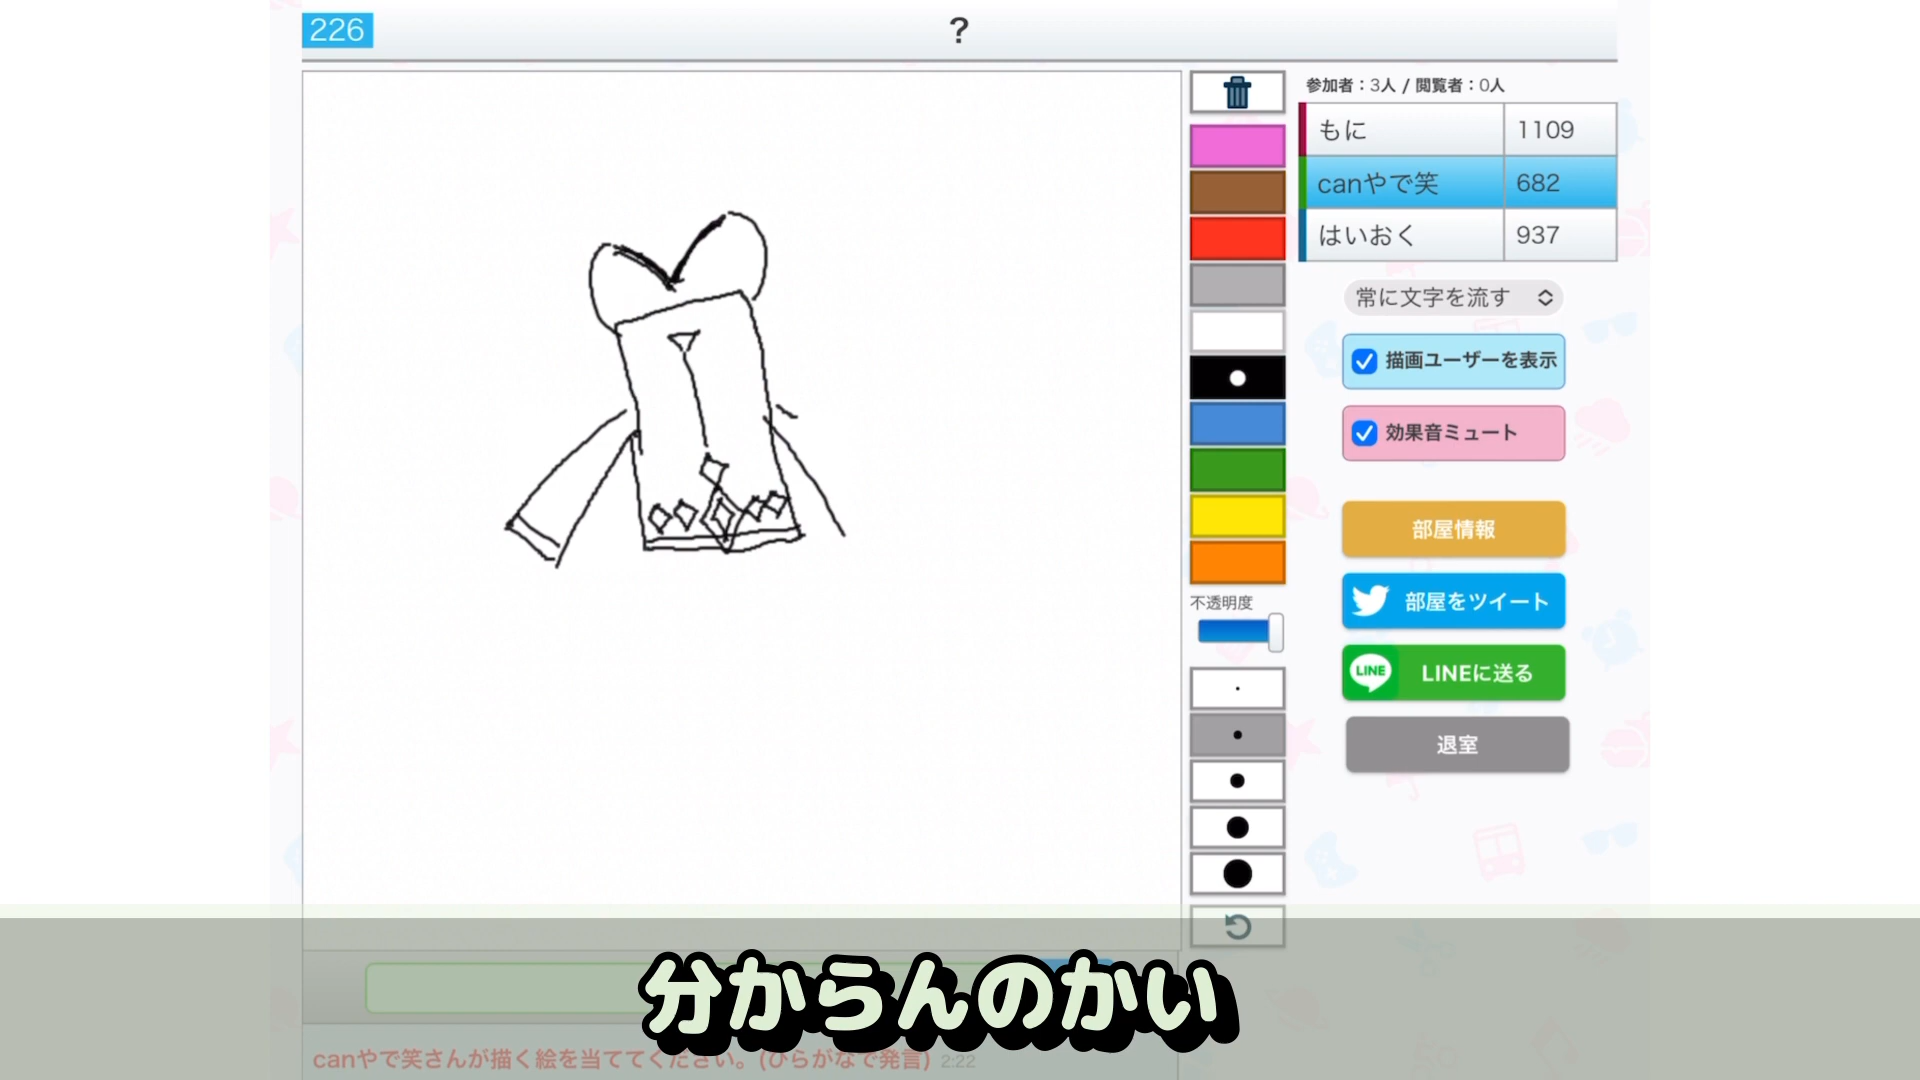 226
?
参加者：3人 / 閲覧者：0人
もに 1109
canやで笑 682
はいおく 937
常に文字を流す
描画ユーザーを表示
効果音ミュート
部屋情報
部屋をツイート
LINE LINEに送る
退室
不透明度
分からんのかい
canやで笑さんが描く絵を当ててください。(ひらがなで発言) 2:22